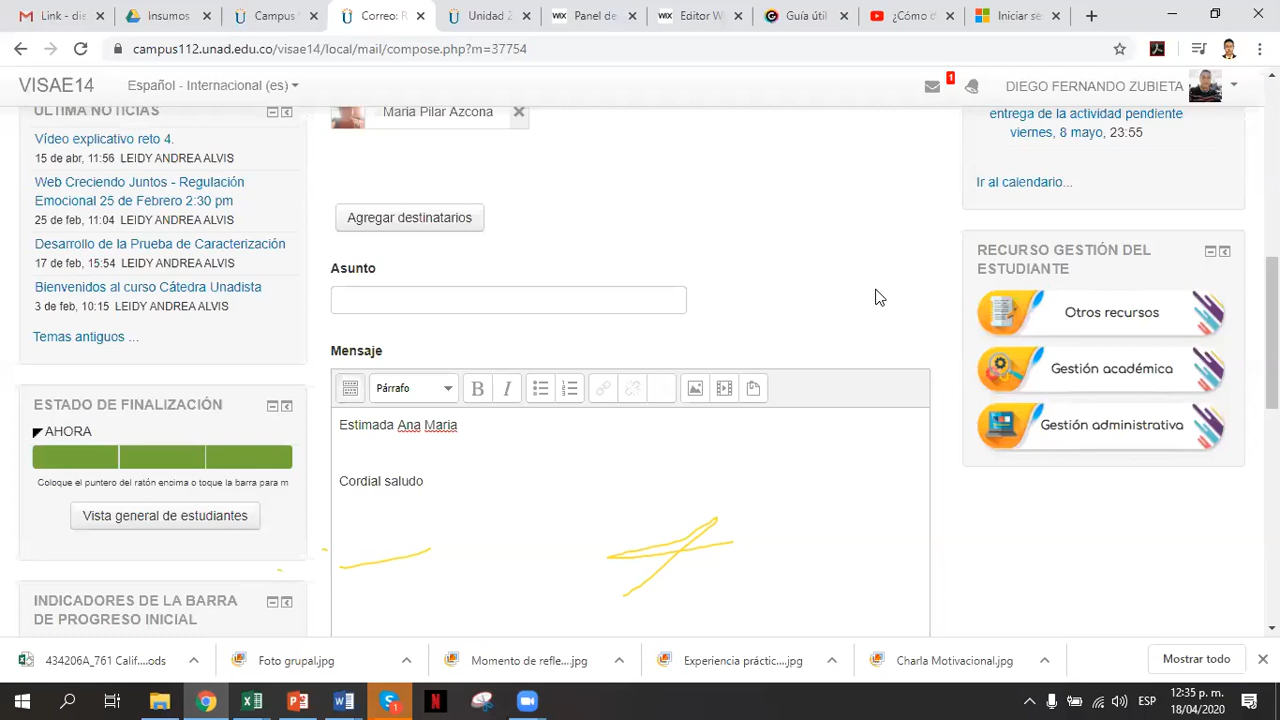 Link - die
Insumos
Campus
Correo: R
Unidad Z
WIX Panel de
WIX Editor W
Guía útil
¿Cómo d
Iniciar se
campus112.unad.edu.co/visae14/local/mail/compose.php?m=37754
VISAE14
Español - Internacional (es)
1
DIEGO FERNANDO ZUBIETA
ULTIMA NOTICIAS
Vídeo explicativo reto 4.
15 de abr, 11:56 LEIDY ANDREA ALVIS
Web Creciendo Juntos - Regulación
Emocional 25 de Febrero 2:30 pm
25 de feb, 11:04 LEIDY ANDREA ALVIS
Desarrollo de la Prueba de Caracterización
17 de feb, 15:54 LEIDY ANDREA ALVIS
Bienvenidos al curso Cátedra Unadista
3 de feb, 10:15 LEIDY ANDREA ALVIS
Temas antiguos ...
ESTADO DE FINALIZACIÓN
AHORA
Coloque el puntero del ratón encima o toque la barra para m
Vista general de estudiantes
INDICADORES DE LA BARRA
DE PROGRESO INICIAL
Maria Pilar Azcona
Agregar destinatarios
Asunto
Mensaje
Párrafo
B I
Estimada Ana Maria
Cordial saludo
entrega de la actividad pendiente
viernes, 8 mayo, 23:55
Ir al calendario...
RECURSO GESTIÓN DEL
ESTUDIANTE
Otros recursos
Gestión académica
Gestión administrativa
434206A_761 Calif....ods
Foto grupal.jpg
Momento de refle....jpg
Experiencia práctic....jpg
Charla Motivacional.jpg
Mostrar todo
ESP
12:35 p. m.
18/04/2020